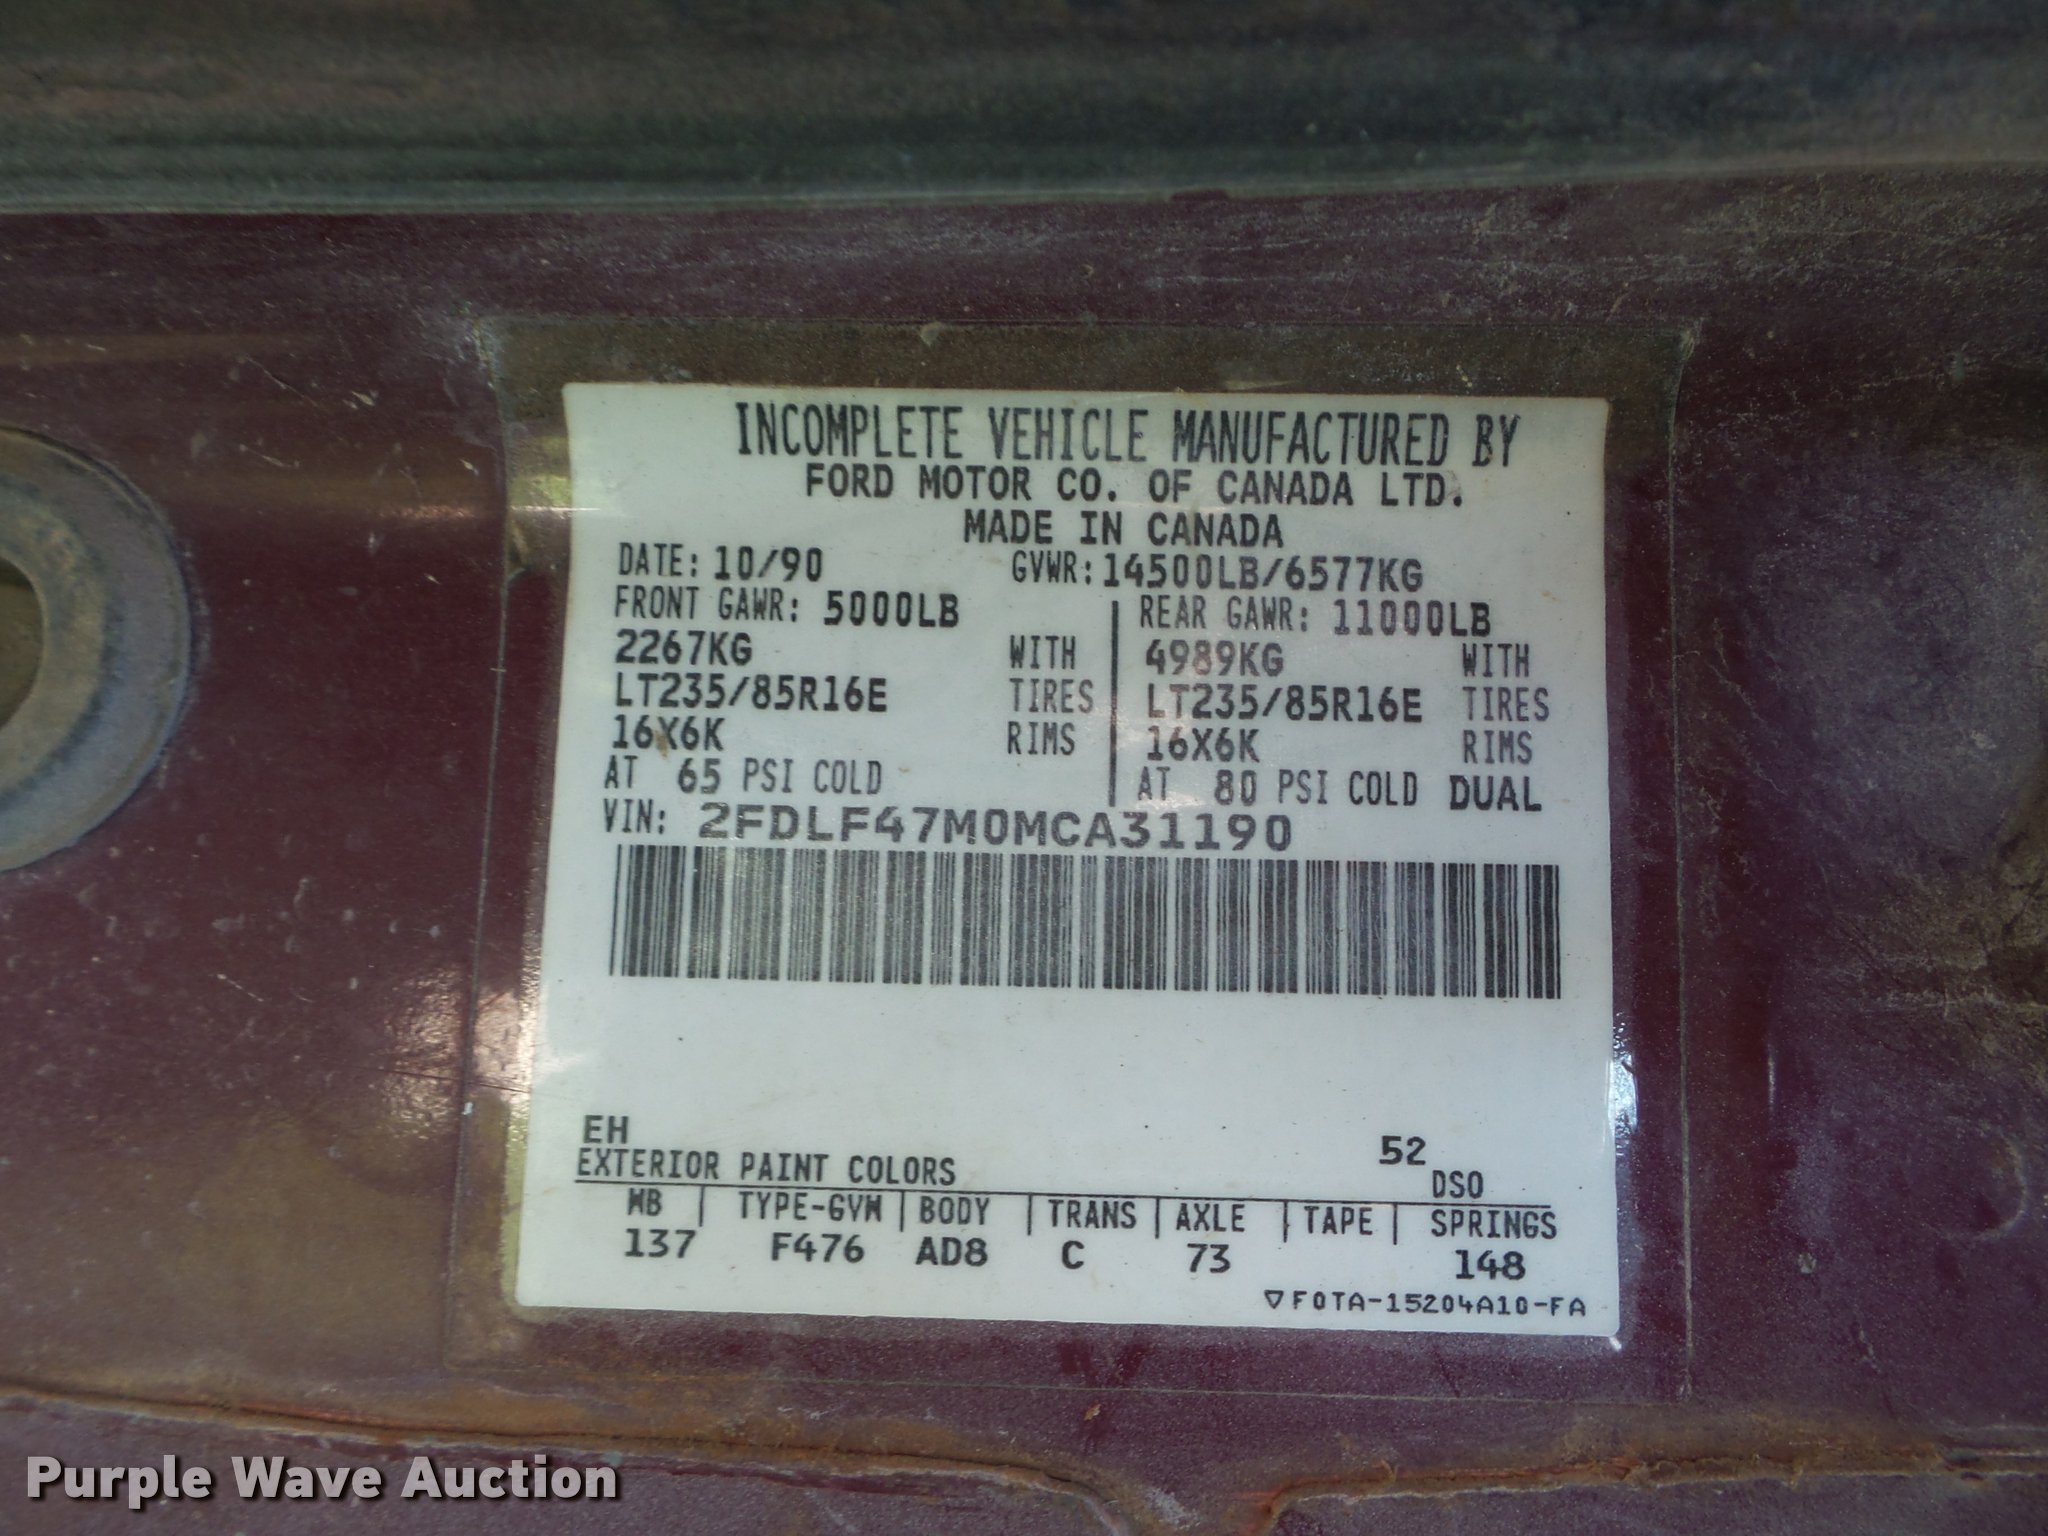 INCOMPLETE VEHICLE MANUFACTURED BY
FORD MOTOR CO. OF CANADA LTD.
MADE IN CANADA
DATE: 10/90 GVWR: 14500LB/6577KG
FRONT GAWR: 5000LB REAR GAWR: 11000LB
2267KG WITH 4989KG WITH
LT235/85R16E TIRES LT235/85R16E TIRES
16X6K RIMS 16X6K RIMS
AT 65 PSI COLD AT 80 PSI COLD DUAL
VIN: 2FDLF47M0MCA31190
EH 52
EXTERIOR PAINT COLORS DSO
WB TYPE-GVM BODY TRANS AXLE TAPE SPRINGS
137 F476 AD8 C 73 148
▽F0TA-15204A10-FA
Purple Wave Auction